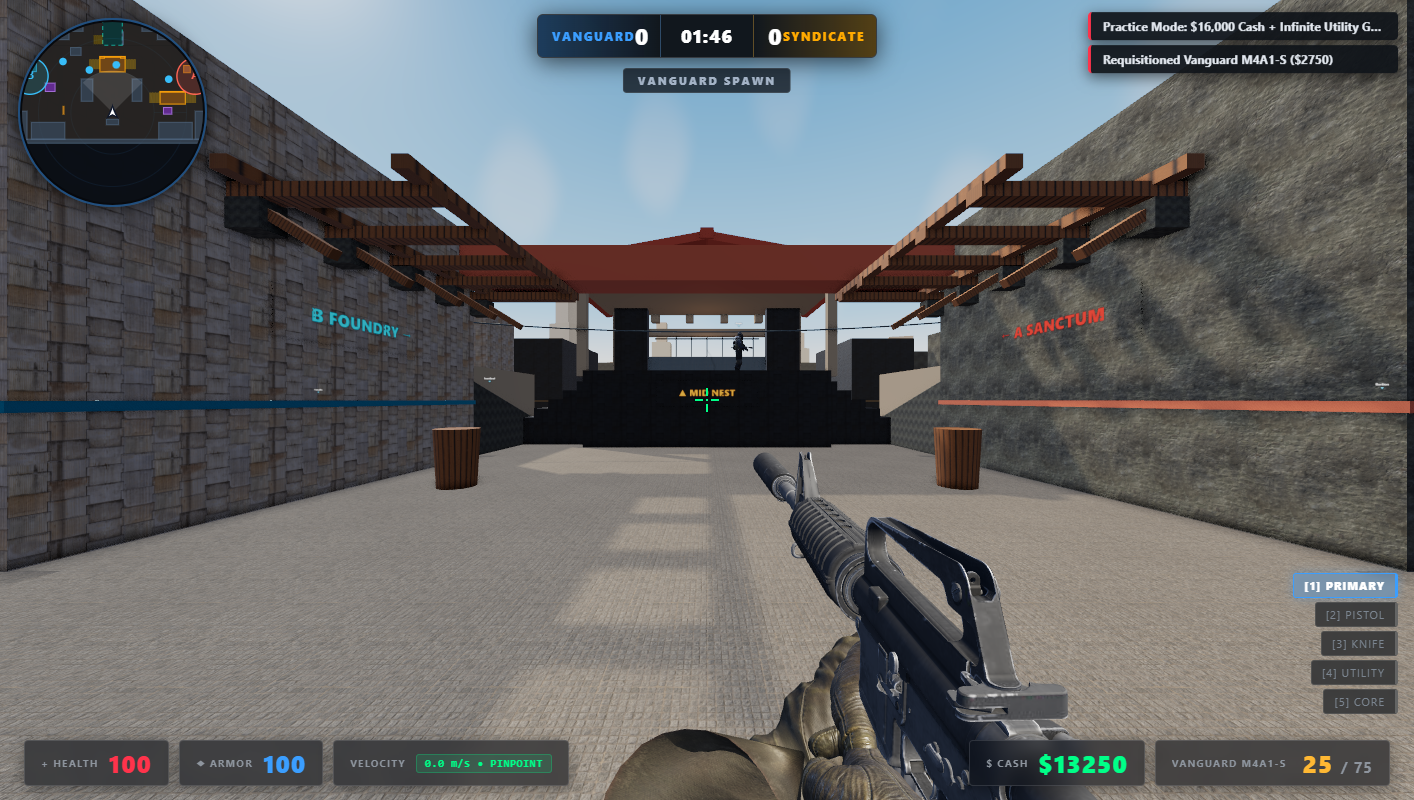 Practice Mode: $16,000 Cash + Infinite Utility G...
Requisitioned Vanguard M4A1-S ($2750)
VANGUARD 0 01:46 0 SYNDICATE
VANGUARD SPAWN
B FOUNDRY
A SANCTUM
▲ MID NEST
[1] PRIMARY
[2] PISTOL
[3] KNIFE
[4] UTILITY
[5] CORE
+ HEALTH 100
ARMOR 100
VELOCITY 0.0 m/s • PINPOINT
$ CASH $13250
VANGUARD M4A1-S 25 / 75